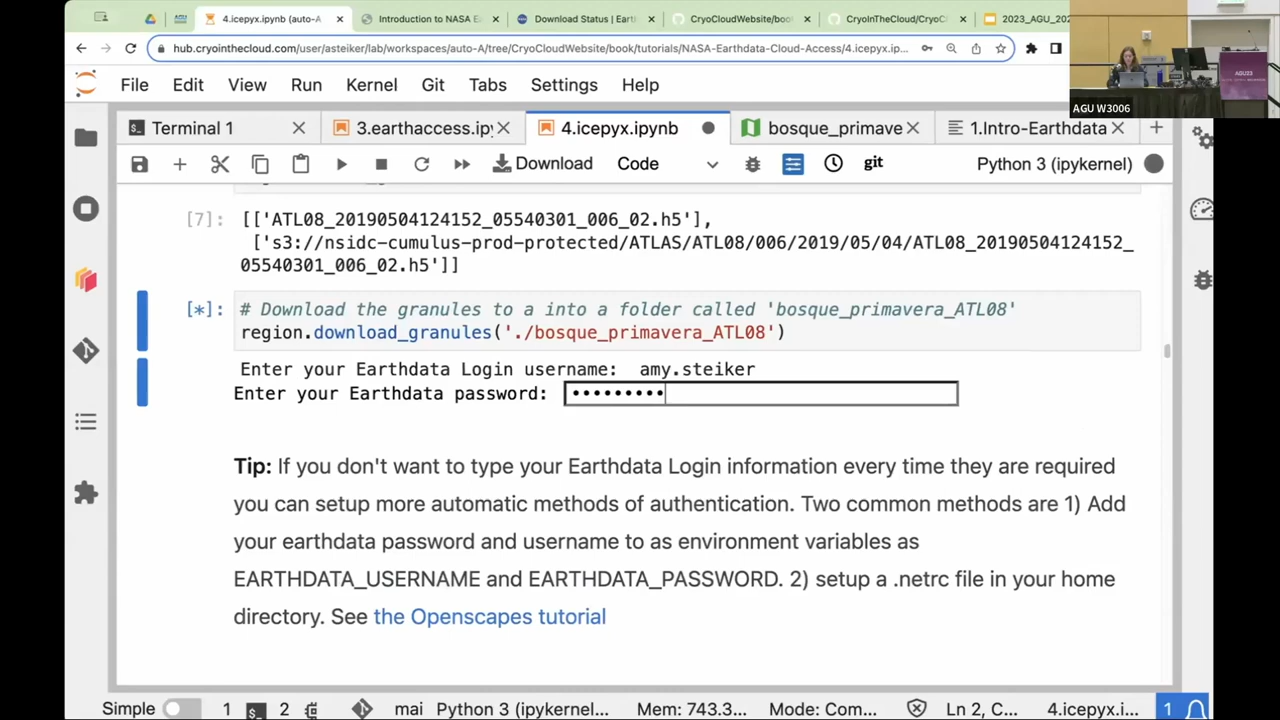 4.icepyx.ipynb (auto-A
Introduction to NASA E
Download Status | Eart
CryoCloudWebsite/boo
CryoInTheCloud/CryoC
2023_AGU_202
hub.cryointhecloud.com/user/asteiker/lab/workspaces/auto-A/tree/CryoCloudWebsite/book/tutorials/NASA-Earthdata-Cloud-Access/4.icepyx.ip...
AGU23
AGU W3006
File Edit View Run Kernel Git Tabs Settings Help
Terminal 1
3.earthaccess.ipy
4.icepyx.ipynb
bosque_primave
1.Intro-Earthdata
Download
Code
git
Python 3 (ipykernel)
[7]: [['ATL08_20190504124152_05540301_006_02.h5'],
['s3://nsidc-cumulus-prod-protected/ATLAS/ATL08/006/2019/05/04/ATL08_20190504124152_
05540301_006_02.h5']]
[*]: # Download the granules to a into a folder called 'bosque_primavera_ATL08'
region.download_granules('./bosque_primavera_ATL08')
Enter your Earthdata Login username: amy.steiker
Enter your Earthdata password: •••••••••
Tip: If you don't want to type your Earthdata Login information every time they are required
you can setup more automatic methods of authentication. Two common methods are 1) Add
your earthdata password and username to as environment variables as
EARTHDATA_USERNAME and EARTHDATA_PASSWORD. 2) setup a .netrc file in your home
directory. See the Openscapes tutorial
Simple
1
2
mai
Python 3 (ipykernel...
Mem: 743.3...
Mode: Com...
Ln 2, C...
4.icepyx.i...
1